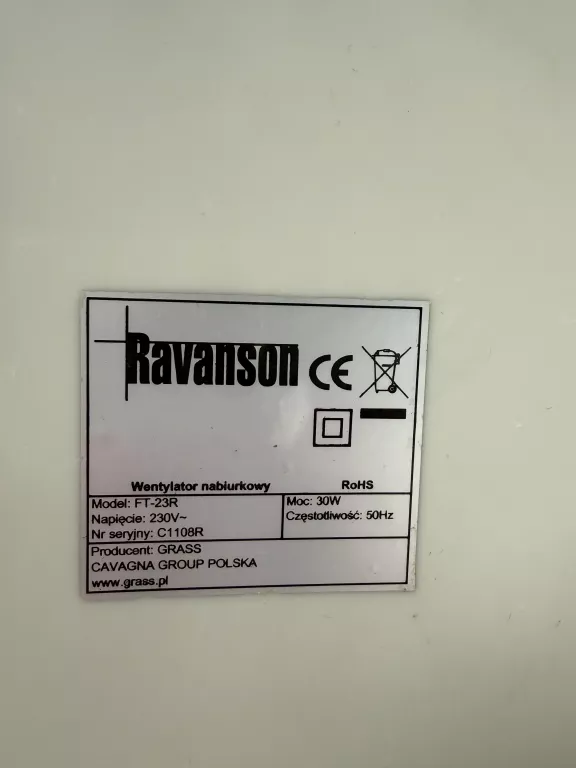 Ravanson CE
Wentylator nabiurkowy RoHS
Model: FT-23R
Napięcie: 230V~
Nr seryjny: C1108R
Moc: 30W
Częstotliwość: 50Hz
Producent: GRASS
CAVAGNA GROUP POLSKA
www.grass.pl